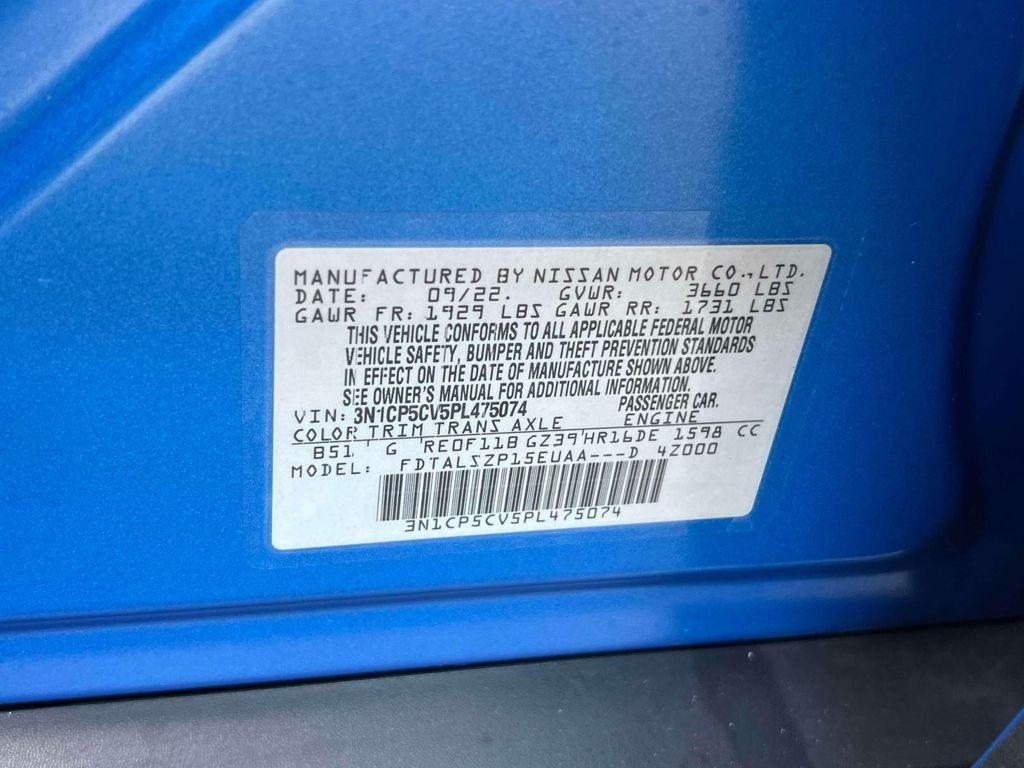 MANUFACTURED BY NISSAN MOTOR CO., LTD.
DATE: 09/22. GVWR: 3660 LBS
GAWR FR: 1929 LBS GAWR RR: 1731 LBS
THIS VEHICLE CONFORMS TO ALL APPLICABLE FEDERAL MOTOR
VEHICLE SAFETY, BUMPER AND THEFT PREVENTION STANDARDS
IN EFFECT ON THE DATE OF MANUFACTURE SHOWN ABOVE.
SEE OWNER'S MANUAL FOR ADDITIONAL INFORMATION.
VIN: 3N1CP5CV5PL475074 PASSENGER CAR.
COLOR TRIM TRANS AXLE ENGINE
B51 G RE0F11B GZ39 HR16DE 1598 CC
MODEL: FDTALSZP15EUAA---D 4Z000
3N1CP5CV5PL475074